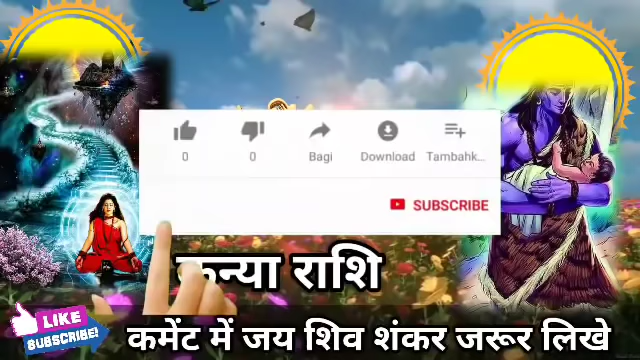 0
0
Bagi
Download
Tambahk...
SUBSCRIBE
कन्या राशि
LIKE
SUBSCRIBE!
कमेंट में जय शिव शंकर जरूर लिखे